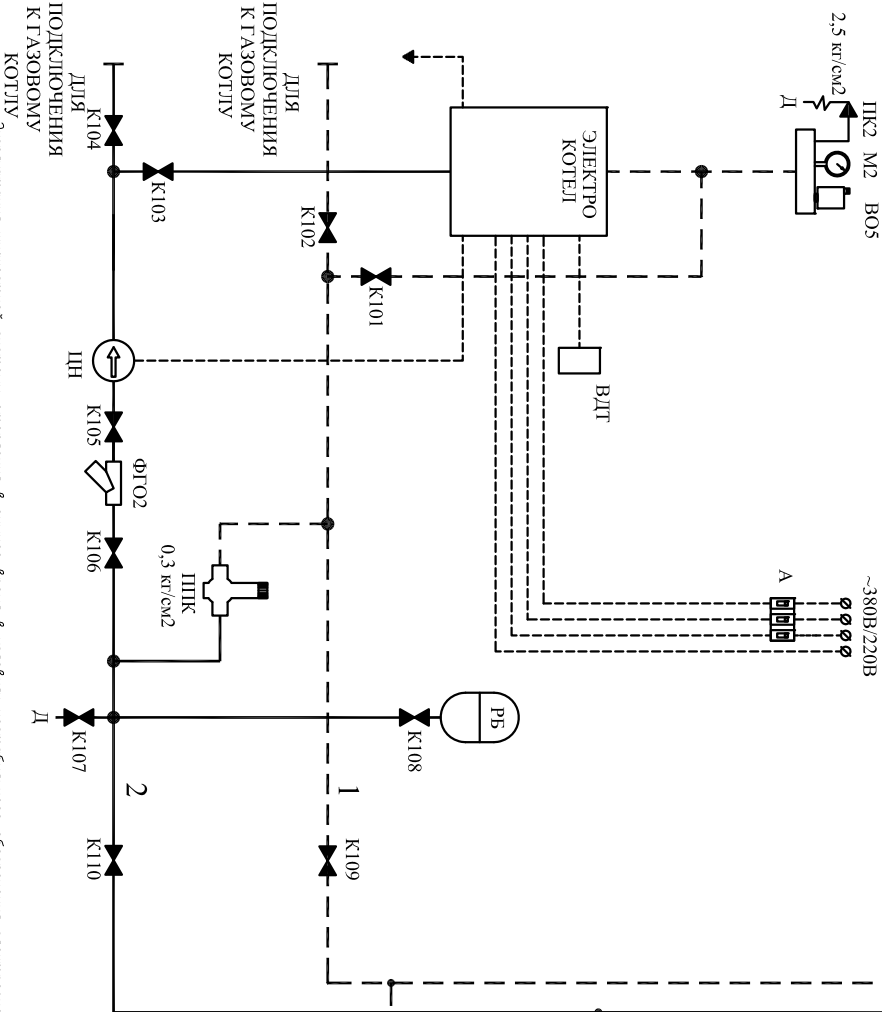 2,5 кг/см2
ПК2
М2
ВО5
Д
ДЛЯ
ПОДКЛЮЧЕНИЯ
К ГАЗОВОМУ
КОТЛУ
ДЛЯ
ПОДКЛЮЧЕНИЯ
К ГАЗОВОМУ
КОТЛУ
ЭЛЕКТРО
КОТЕЛ
К104
К103
К102
К101
ВДТ
ЦН
К105
ФГО2
К106
ППК
0,3 кг/см2
А
~380В/220В
РБ
К108
К107
Д
1
2
К109
К110